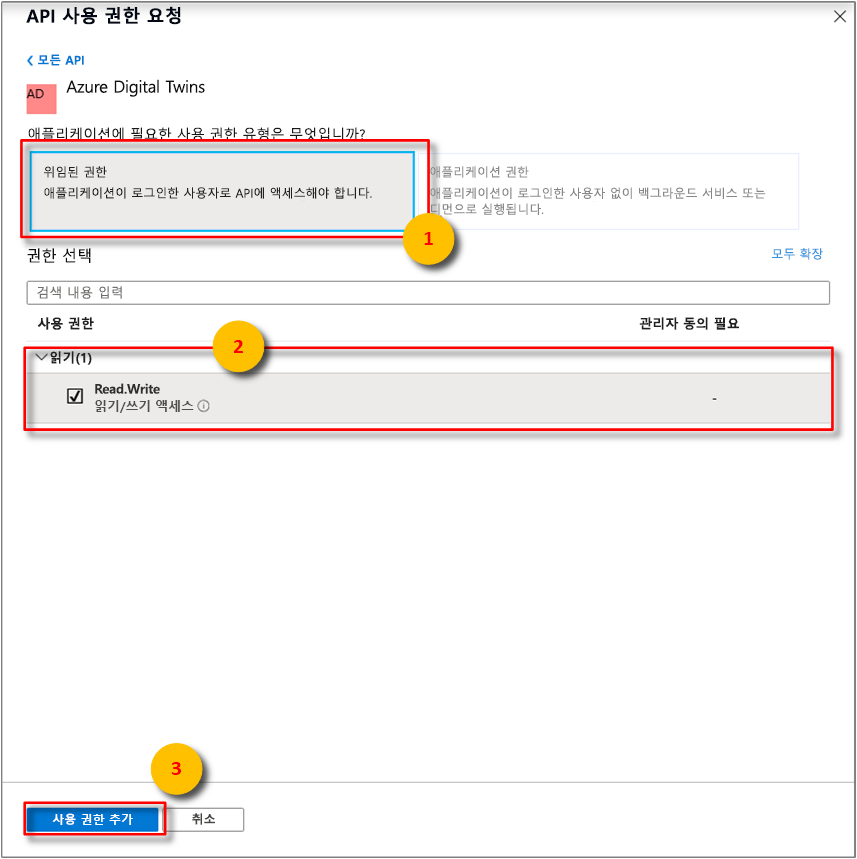 API 사용 권한 요청
모든 API
AD
Azure Digital Twins
애플리케이션에 필요한 사용 권한 유형은 무엇입니까?
위임된 권한
애플리케이션이 로그인한 사용자로 API에 액세스해야 합니다.
애플리케이션 권한
애플리케이션이 로그인한 사용자 없이 백그라운드 서비스 또는
디먼으로 실행됩니다.
1
권한 선택
모두 확장
검색 내용 입력
사용 권한
관리자 동의 필요
2
읽기(1)
Read.Write
읽기/쓰기 액세스
-
3
사용 권한 추가
취소